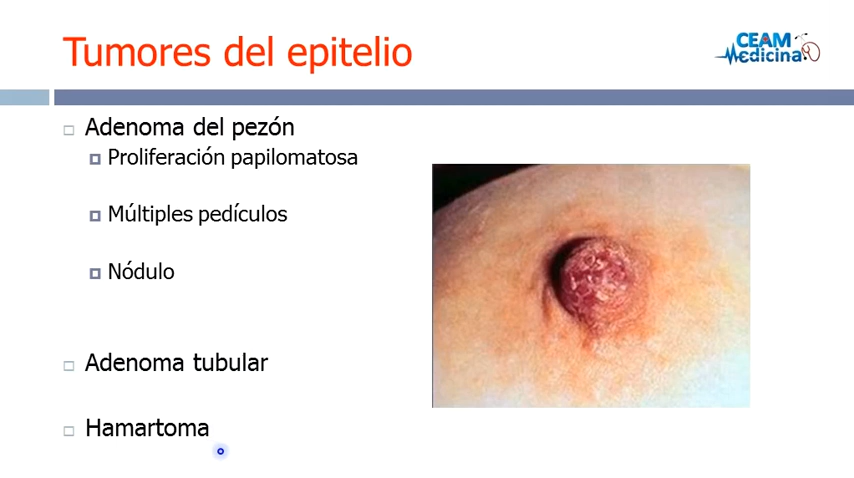 Tumores del epitelio
CEAM
Medicina
Adenoma del pezón
Proliferación papilomatosa
Múltiples pedículos
Nódulo
Adenoma tubular
Hamartoma